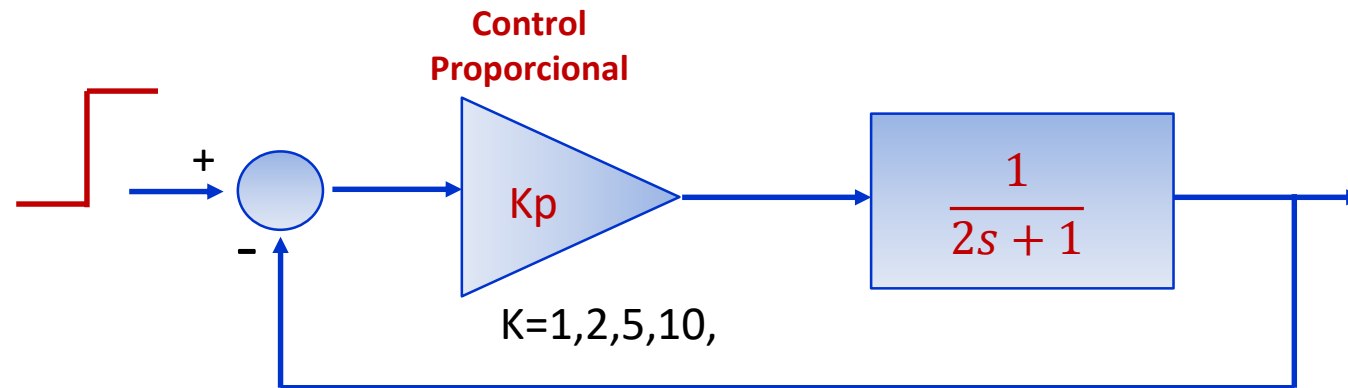 Control
Proporcional
+
Kp
1
2s + 1
-
K=1,2,5,10,